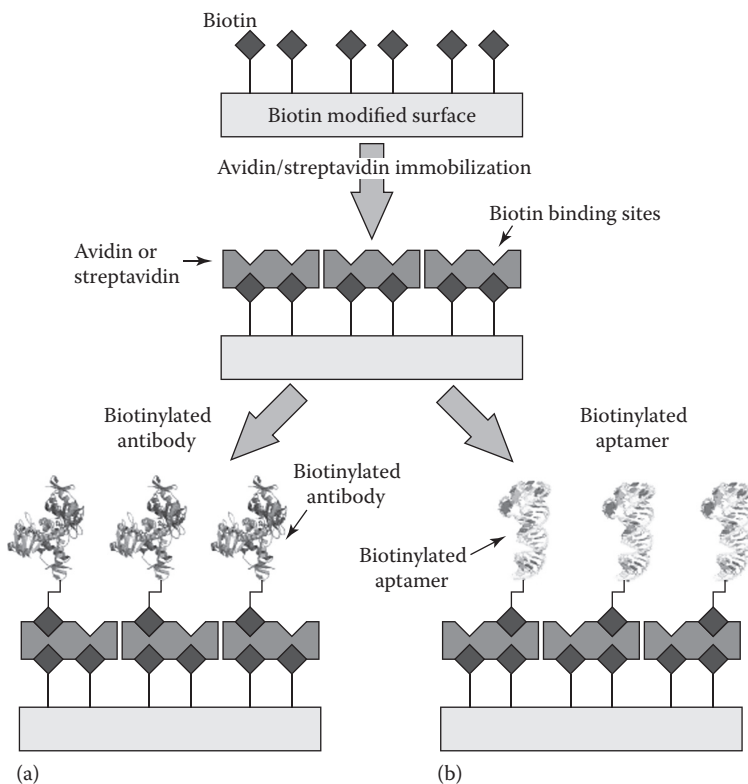 Biotin
Biotin modified surface
Avidin/streptavidin immobilization
Biotin binding sites
Avidin or
streptavidin
Biotinylated
antibody
Biotinylated
aptamer
Biotinylated
antibody
Biotinylated
aptamer
(a)
(b)